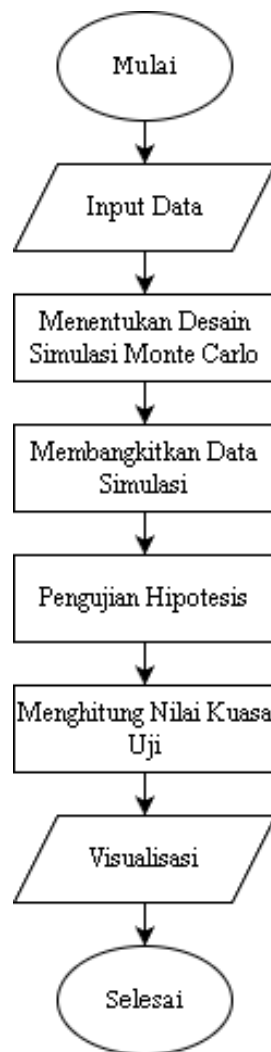 Mulai
Input Data
Menentukan Desain
Simulasi Monte Carlo
Membangkitkan Data
Simulasi
Pengujian Hipotesis
Menghitung Nilai Kuasa
Uji
Visualisasi
Selesai